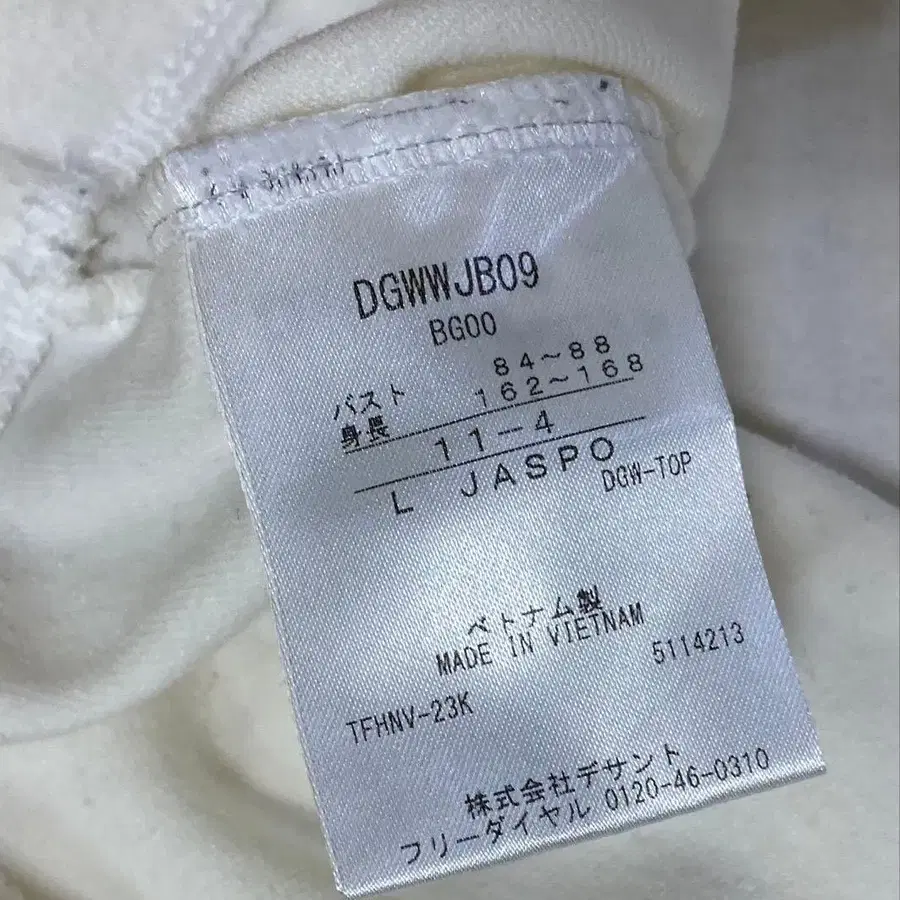 DGWWJB09
BG00
バスト 84～88
身長 162～168
11－4
L JASPO
DGW-TOP
ベトナム製
MADE IN VIETNAM
5114213
TFHNV-23K
株式会社デサント
フリーダイヤル 0120-46-0310